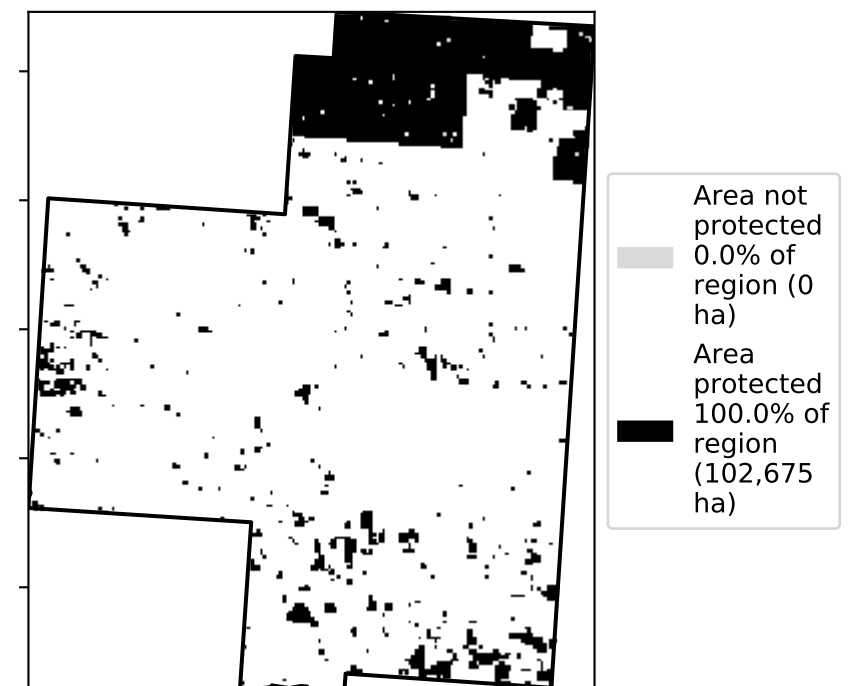 Area not
protected
0.0% of
region (0
ha)
Area
protected
100.0% of
region
(102,675
ha)